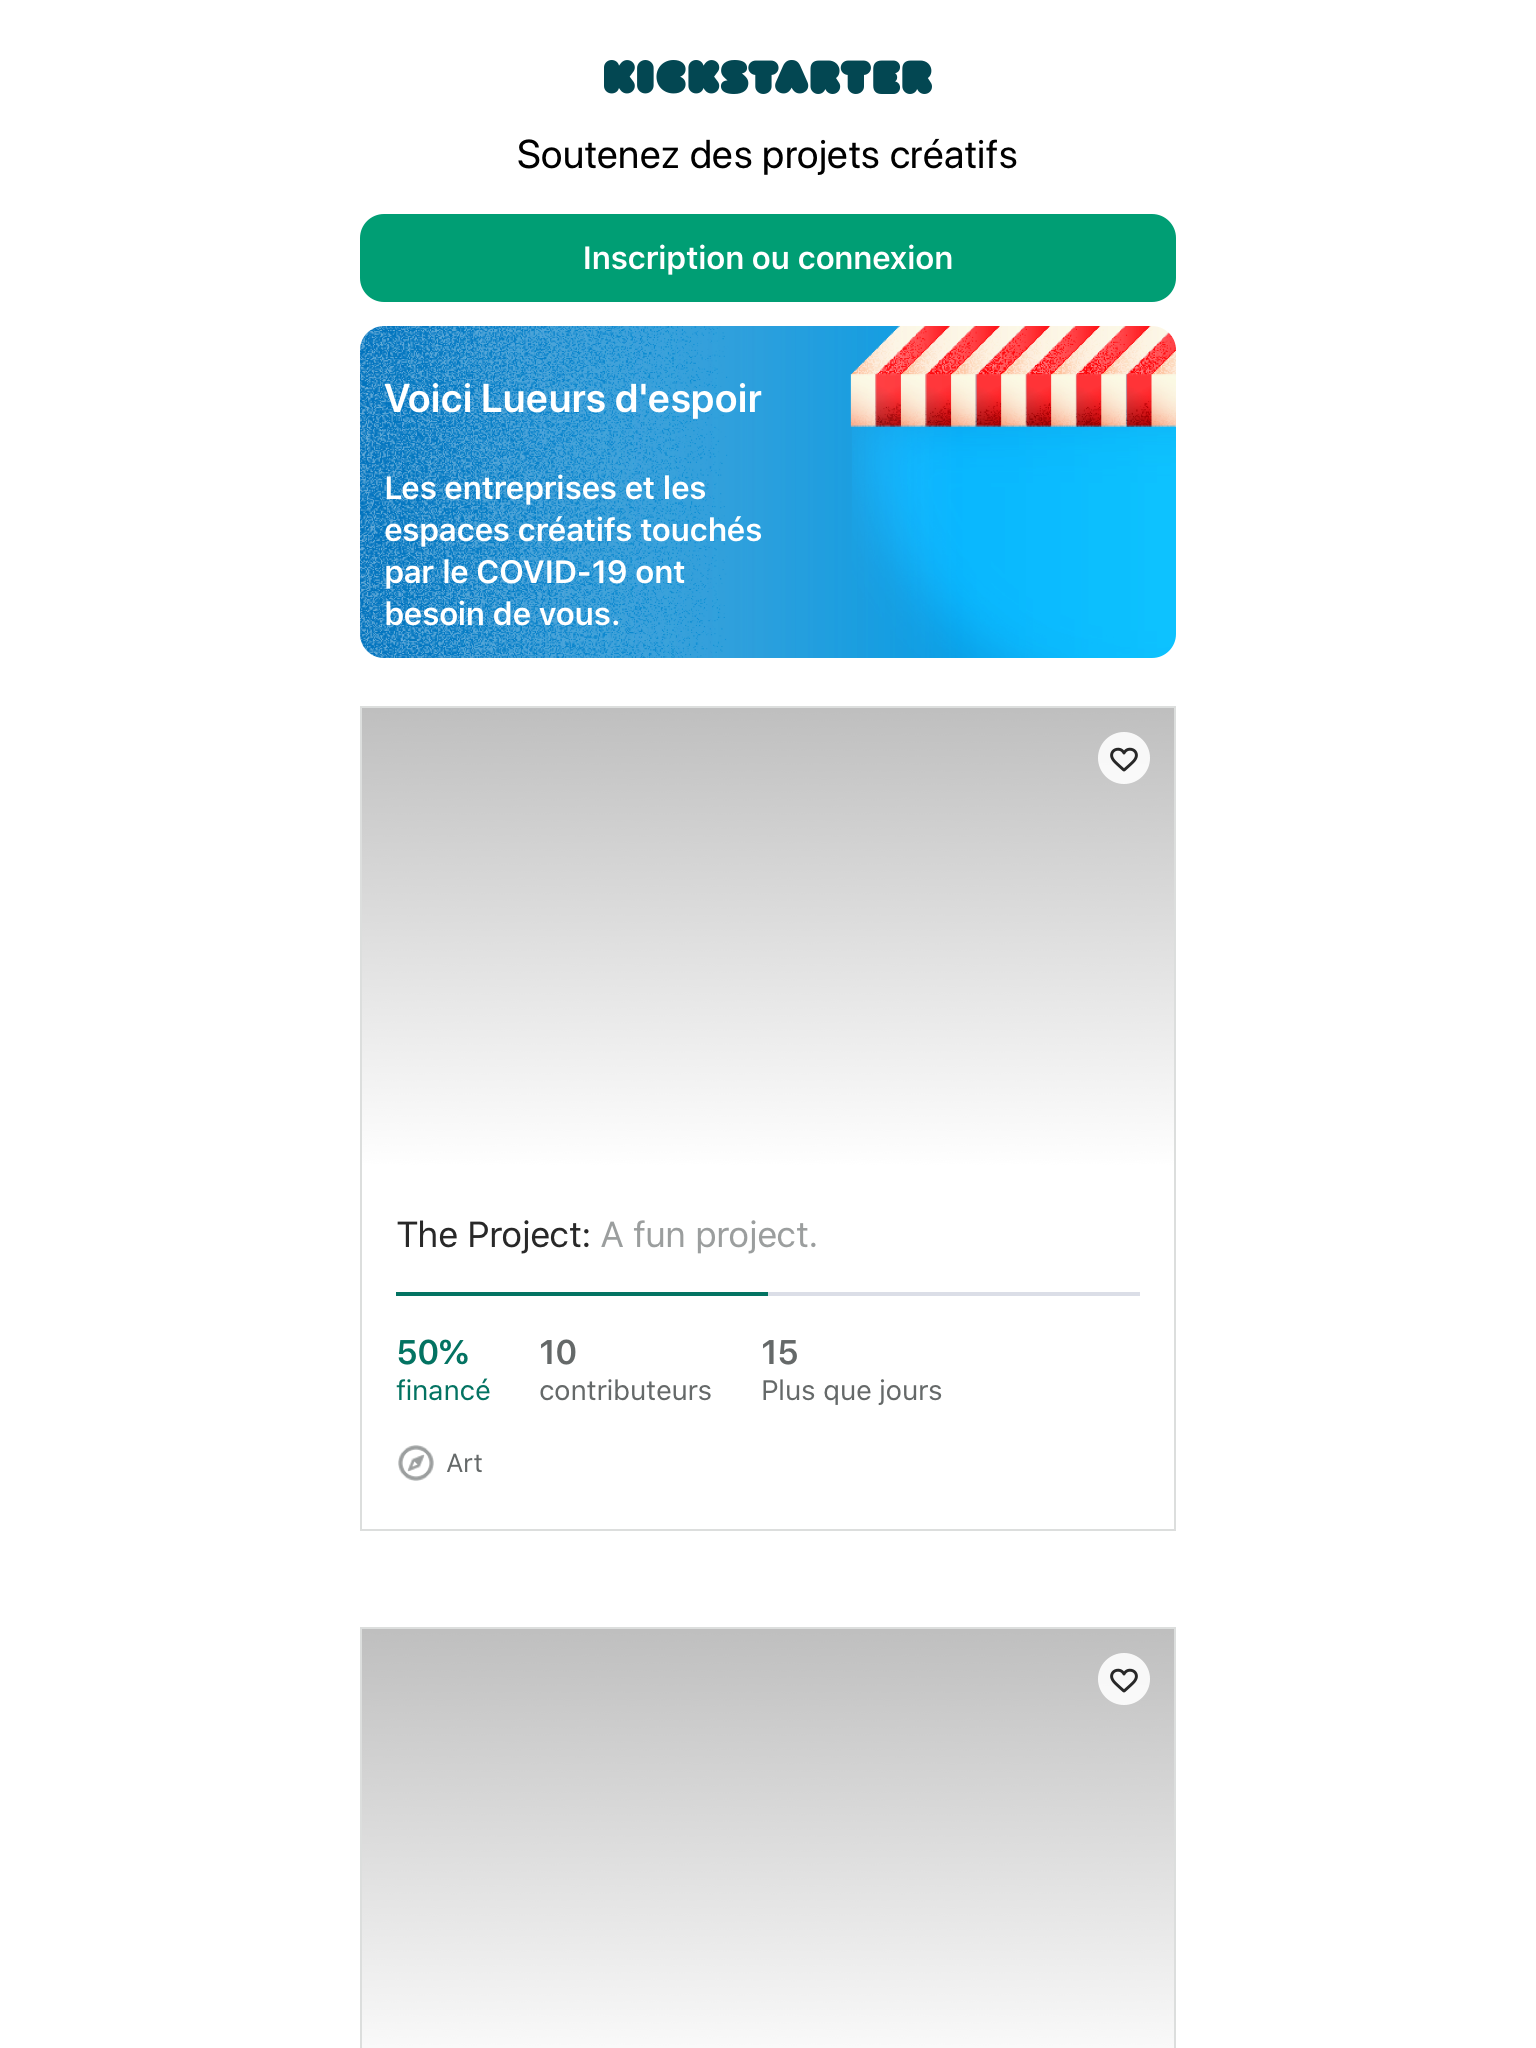 KICKSTARTER
Soutenez des projets créatifs
Inscription ou connexion
Voici Lueurs d'espoir
Les entreprises et les
espaces créatifs touchés
par le COVID-19 ont
besoin de vous.
The Project: A fun project.
50% 10 15
financé contributeurs Plus que jours
Art